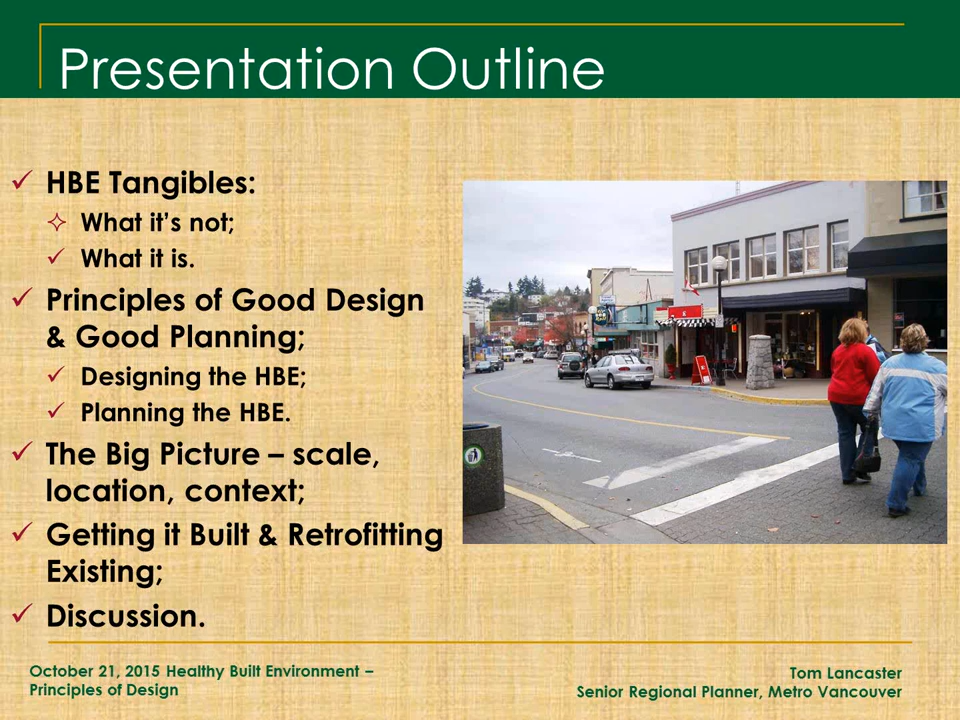 Presentation Outline
HBE Tangibles:
What it's not;
What it is.
Principles of Good Design
& Good Planning;
Designing the HBE;
Planning the HBE.
The Big Picture – scale,
location, context;
Getting it Built & Retrofitting
Existing;
Discussion.
October 21, 2015 Healthy Built Environment –
Principles of Design
Tom Lancaster
Senior Regional Planner, Metro Vancouver